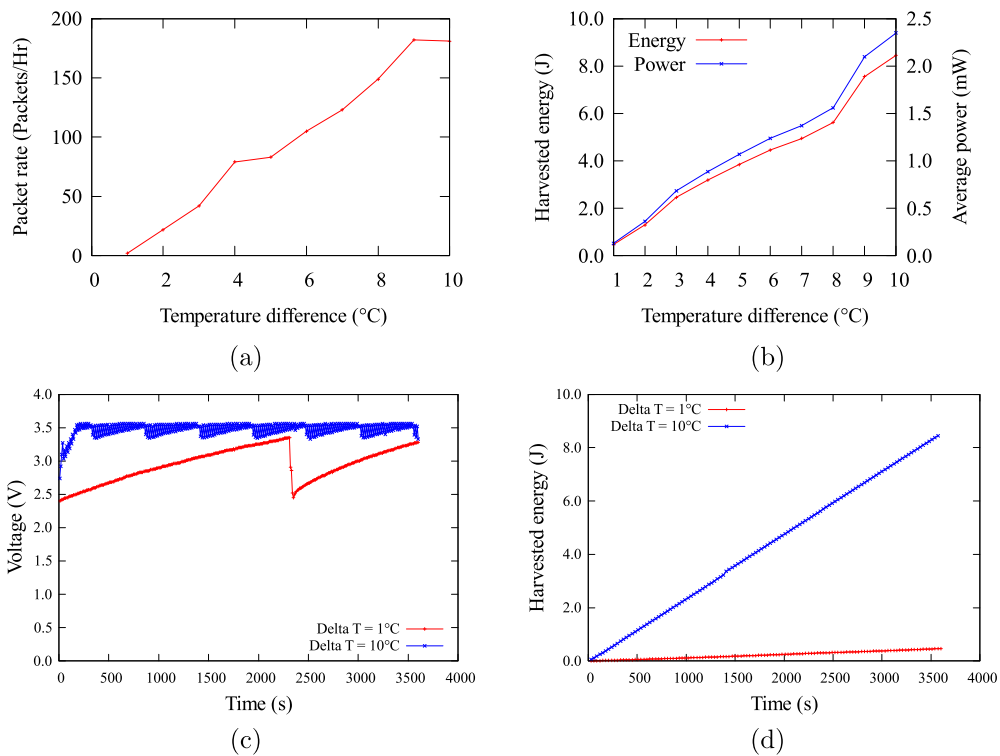 200
150
100
50
0
0 2 4 6 8 10
Packet rate (Packets/Hr)
Temperature difference (°C)
(a)
10.0
8.0
6.0
4.0
2.0
0.0
2.5
2.0
1.5
1.0
0.5
0.0
1 2 3 4 5 6 7 8 9 10
Energy
Power
Harvested energy (J)
Average power (mW)
Temperature difference (°C)
(b)
4.0
3.5
3.0
2.5
2.0
1.5
1.0
0.5
0.0
0 500 1000 1500 2000 2500 3000 3500 4000
Voltage (V)
Delta T = 1°C
Delta T = 10°C
Time (s)
(c)
10.0
8.0
6.0
4.0
2.0
0.0
0 500 1000 1500 2000 2500 3000 3500 4000
Harvested energy (J)
Delta T = 1°C
Delta T = 10°C
Time (s)
(d)